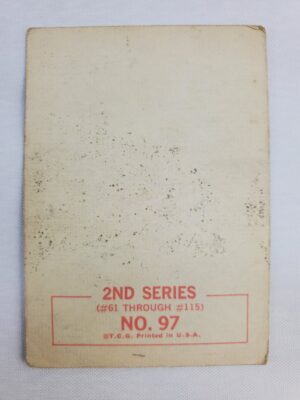 2ND SERIES
(#61 THROUGH #115)
NO. 97
©T.C.G. Printed in U.S.A.